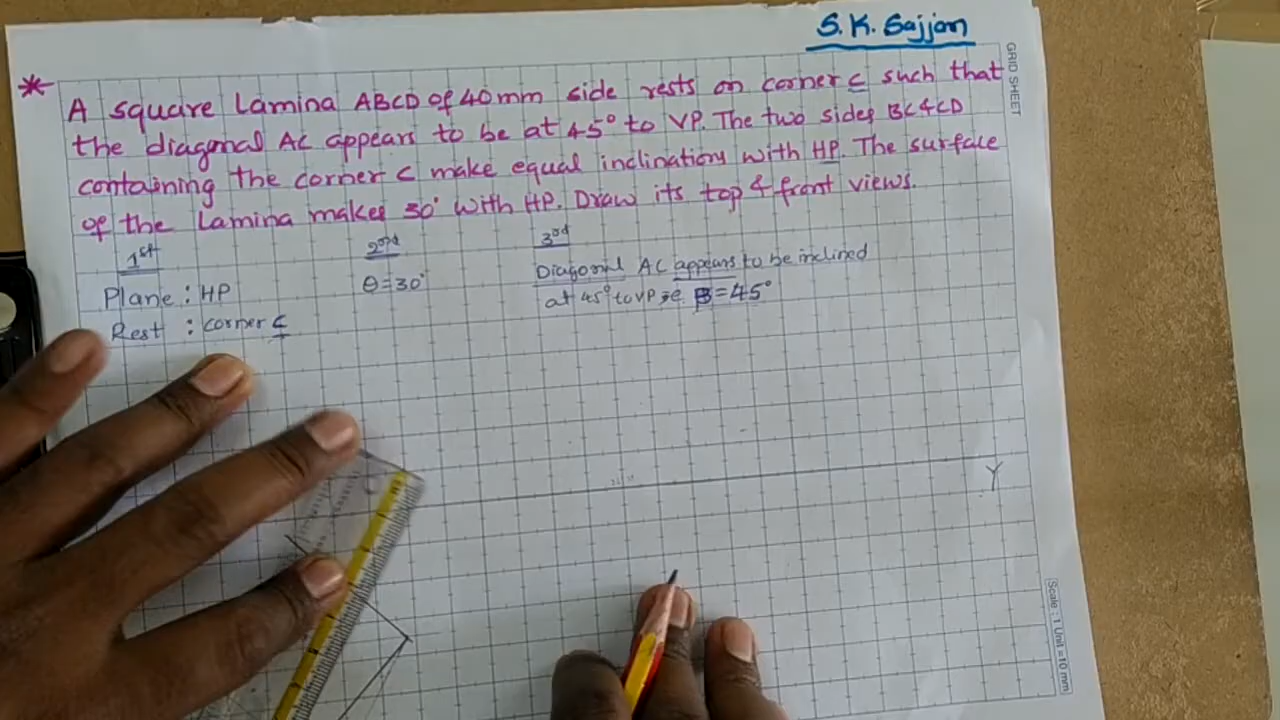 S. K. Sajjan
GRID SHEET
* A square Lamina ABCD of 40mm side rests on corner C such that
the diagonal AC appears to be at 45° to VP. The two sides BC & CD
containing the corner C make equal inclinations with HP. The surface
of the Lamina makes 30° with HP. Draw its top & front views.
1st
Plane : HP
Rest : corner C
2nd
θ=30°
3rd
Diagonal AC appears to be inclined
at 45° to VP ie β=45°
Y
Scale : 1 Unit = 10 mm